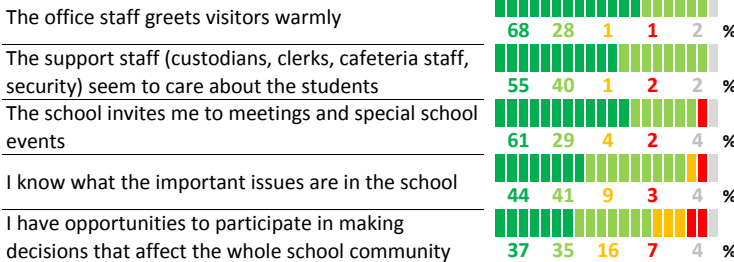 The office staff greets visitors warmly
68 28 1 1 2 %
The support staff (custodians, clerks, cafeteria staff,
security) seem to care about the students
55 40 1 2 2 %
The school invites me to meetings and special school
events
61 29 4 2 4 %
I know what the important issues are in the school
44 41 9 3 4 %
I have opportunities to participate in making
decisions that affect the whole school community
37 35 16 7 4 %